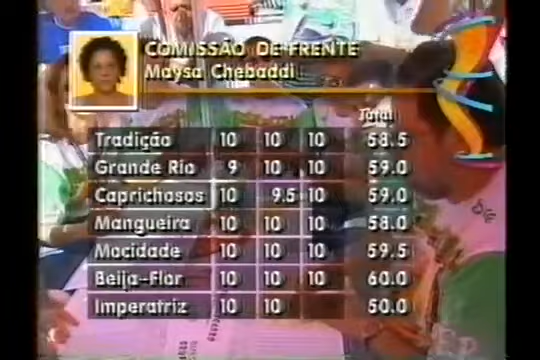 COMISSÃO DE FRENTE
Maysa Chebaddi
Total
Tradição 10 10 10 58.5
Grande Rio 9 10 10 59.0
Caprichosos 10 9.5 10 59.0
Mangueira 10 10 10 58.0
Mocidade 10 10 10 59.5
Beija-Flor 10 10 10 60.0
Imperatriz 10 10 50.0